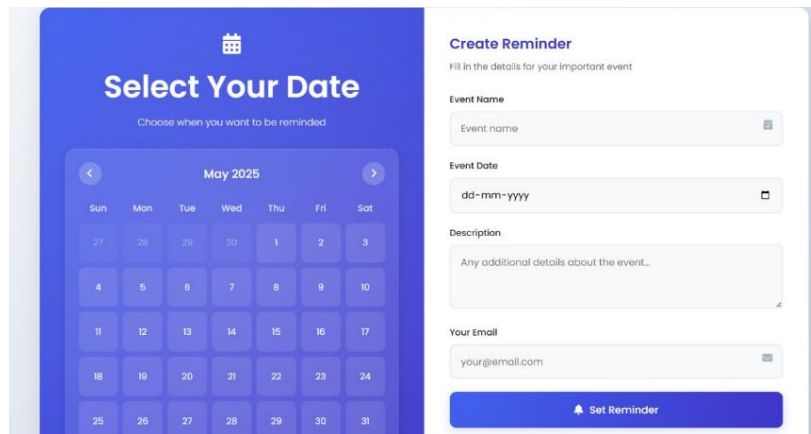 Select Your Date
Choose when you want to be reminded
May 2025
Sun Mon Tue Wed Thu Fri Sat
27 28 29 30 1 2 3
4 5 6 7 8 9 10
11 12 13 14 15 16 17
18 19 20 21 22 23 24
25 26 27 28 29 30 31
Create Reminder
Fill in the details for your important event
Event Name
Event name
Event Date
dd-mm-yyyy
Description
Any additional details about the event...
Your Email
your@email.com
Set Reminder